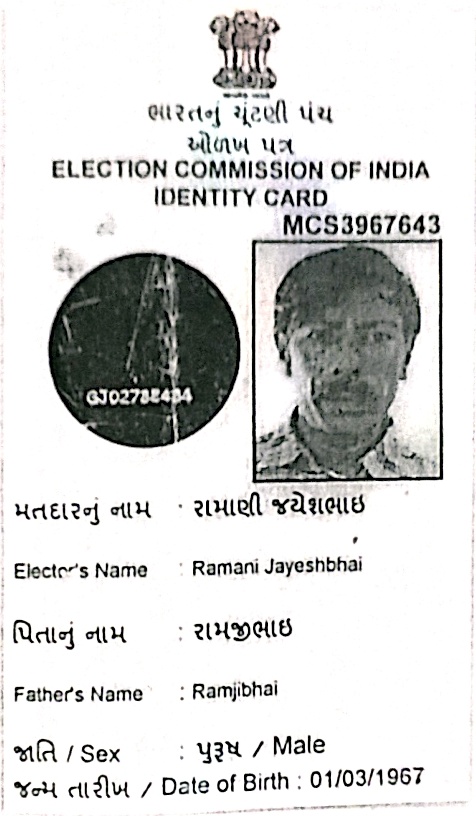 ભારતનું ચૂંટણી પંચ
ઓળખ પત્ર
ELECTION COMMISSION OF INDIA
IDENTITY CARD
MCS3967643
મતદારનું નામ : રામાણી જયેશભાઇ
Elector's Name : Ramani Jayeshbhai
પિતાનું નામ : રામજીભાઇ
Father's Name : Ramjibhai
જાતિ / Sex : પુરૂષ / Male
જન્મ તારીખ / Date of Birth : 01/03/1967